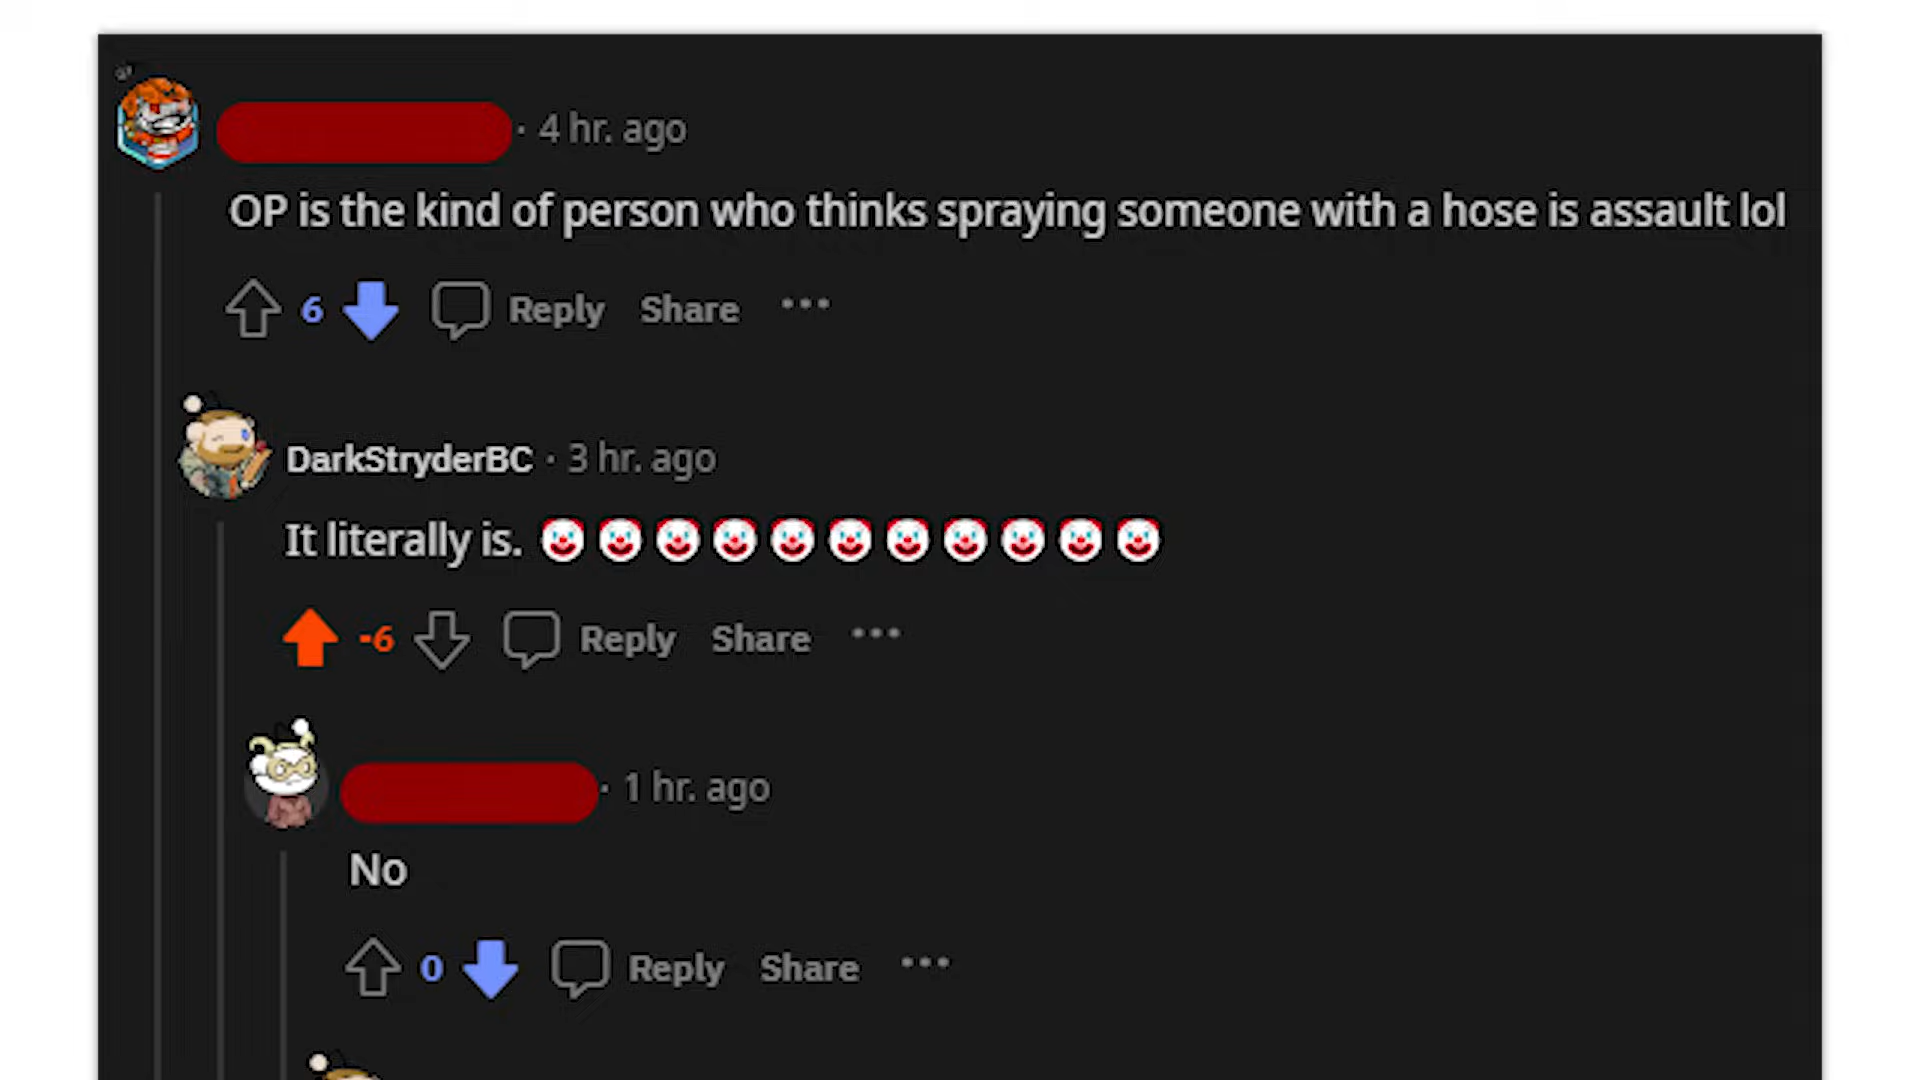 · 4 hr. ago
OP is the kind of person who thinks spraying someone with a hose is assault lol
6 Reply Share ...
DarkStryderBC · 3 hr. ago
It literally is. 🤡🤡🤡🤡🤡🤡🤡🤡🤡🤡🤡
-6 Reply Share ...
· 1 hr. ago
No
0 Reply Share ...